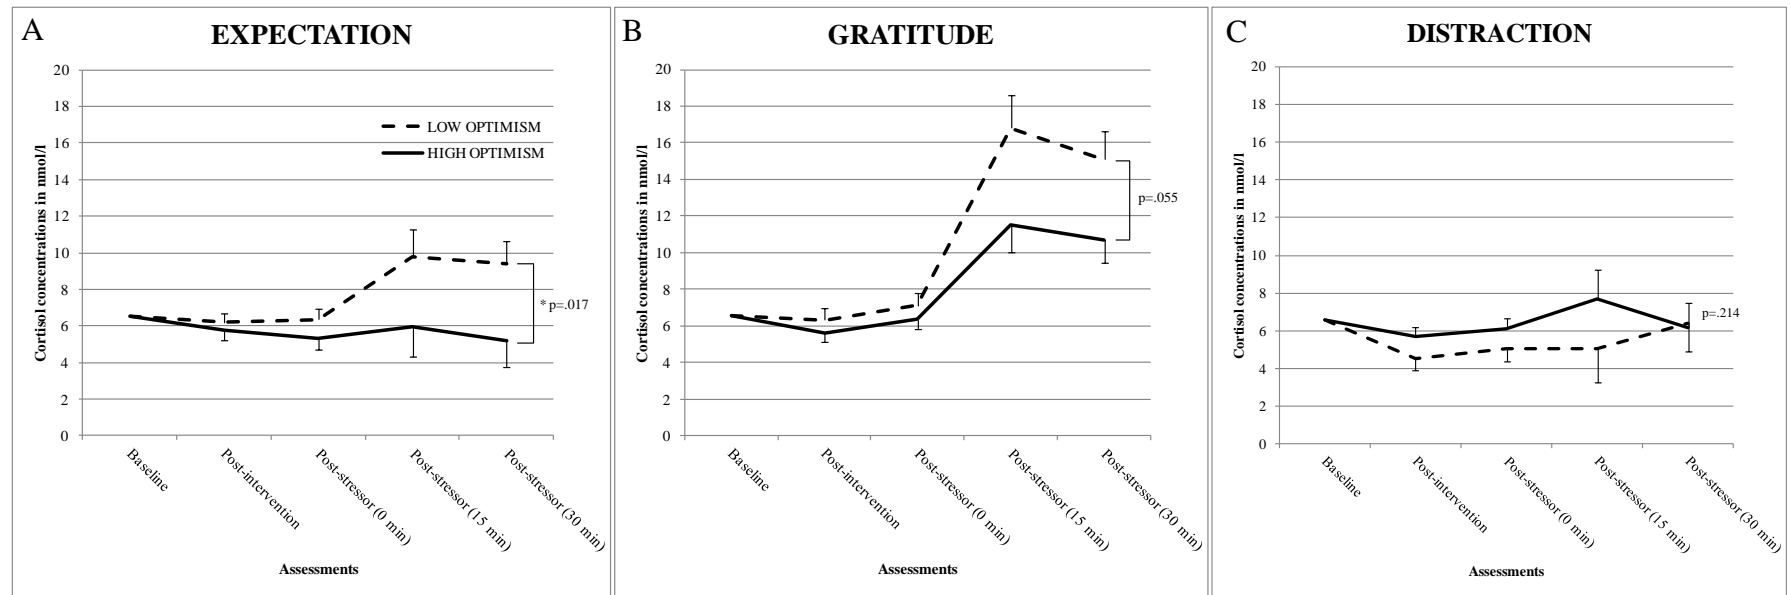 A
EXPECTATION
Cortisol concentrations in nmol/l
20
18
16
14
12
10
8
6
4
2
0
LOW OPTIMISM
HIGH OPTIMISM
* p=.017
Baseline
Post-intervention
Post-stressor (0 min)
Post-stressor (15 min)
Post-stressor (30 min)
Assessments
B
GRATITUDE
Cortisol concentrations in nmol/l
20
18
16
14
12
10
8
6
4
2
0
p=.055
Baseline
Post-intervention
Post-stressor (0 min)
Post-stressor (15 min)
Post-stressor (30 min)
Assessments
C
DISTRACTION
Cortisol concentrations in nmol/l
20
18
16
14
12
10
8
6
4
2
0
p=.214
Baseline
Post-intervention
Post-stressor (0 min)
Post-stressor (15 min)
Post-stressor (30 min)
Assessments